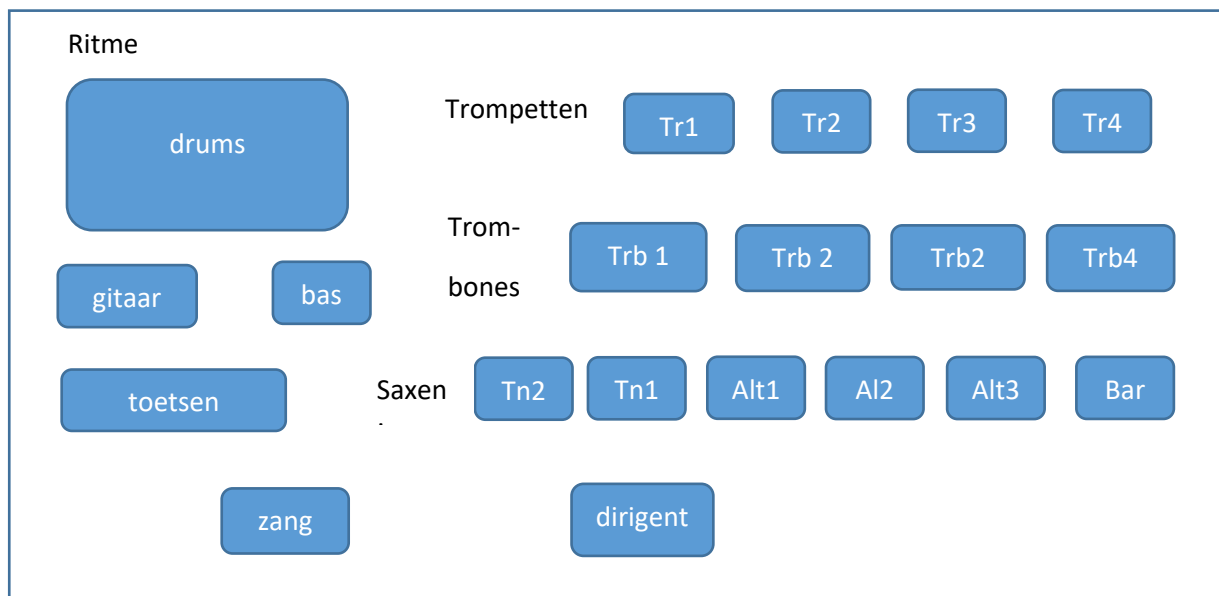 Ritme
drums
Trompetten
Tr1
Tr2
Tr3
Tr4
Trom-
bones
Trb 1
Trb 2
Trb2
Trb4
gitaar
bas
toetsen
Saxen
Tn2
Tn1
Alt1
Al2
Alt3
Bar
zang
dirigent